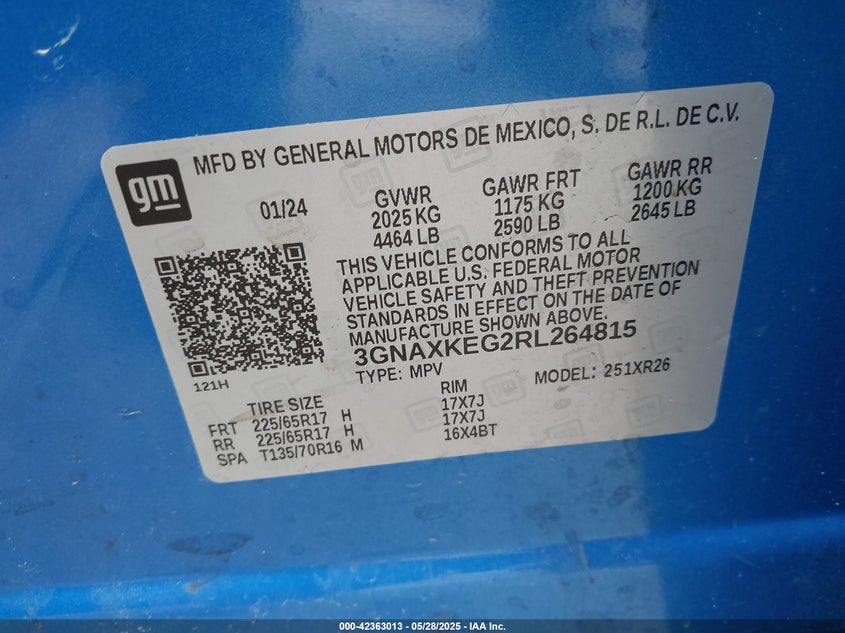 gm
MFD BY GENERAL MOTORS DE MEXICO, S. DE R.L. DE C.V.
01/24
GVWR
2025 KG
4464 LB
GAWR FRT
1175 KG
2590 LB
GAWR RR
1200 KG
2645 LB
THIS VEHICLE CONFORMS TO ALL
APPLICABLE U.S. FEDERAL MOTOR
VEHICLE SAFETY AND THEFT PREVENTION
STANDARDS IN EFFECT ON THE DATE OF
MANUFACTURE SHOWN ABOVE.
3GNAXKEG2RL264815
121H
TYPE: MPV
MODEL: 251XR26
TIRE SIZE
RIM
FRT 225/65R17 H 17X7J
RR 225/65R17 H 17X7J
SPA T135/70R16 M 16X4BT
000-42363013 - 05/28/2025 - IAA Inc.